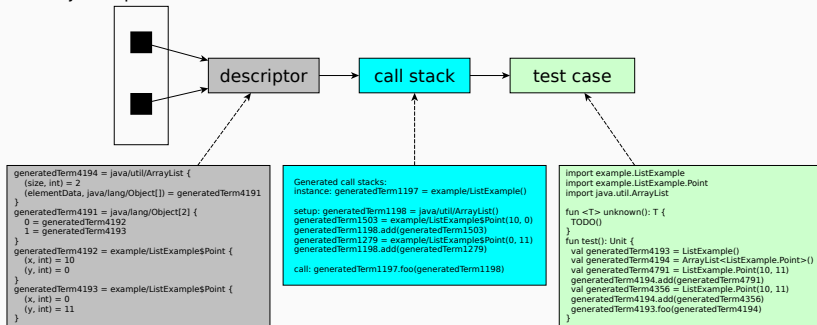 descriptor
call stack
test case
generatedTerm4194 = java/util/ArrayList {
(size, int) = 2
(elementData, java/lang/Object[]) = generatedTerm4191
}
generatedTerm4191 = java/lang/Object[2] {
0 = generatedTerm4192
1 = generatedTerm4193
}
generatedTerm4192 = example/ListExample$Point {
(x, int) = 10
(y, int) = 0
}
generatedTerm4193 = example/ListExample$Point {
(x, int) = 0
(y, int) = 11
}
Generated call stacks:
instance: generatedTerm1197 = example/ListExample()
setup: generatedTerm1198 = java/util/ArrayList()
generatedTerm1503 = example/ListExample$Point(10, 0)
generatedTerm1198.add(generatedTerm1503)
generatedTerm1279 = example/ListExample$Point(0, 11)
generatedTerm1198.add(generatedTerm1279)
call: generatedTerm1197.foo(generatedTerm1198)
import example.ListExample
import example.ListExample.Point
import java.util.ArrayList
fun <T> unknown(): T {
TODO()
}
fun test(): Unit {
val generatedTerm4193 = ListExample()
val generatedTerm4194 = ArrayList<ListExample.Point>()
val generatedTerm4791 = ListExample.Point(10, 11)
generatedTerm4194.add(generatedTerm4791)
val generatedTerm4356 = ListExample.Point(10, 11)
generatedTerm4194.add(generatedTerm4356)
generatedTerm4193.foo(generatedTerm4194)
}